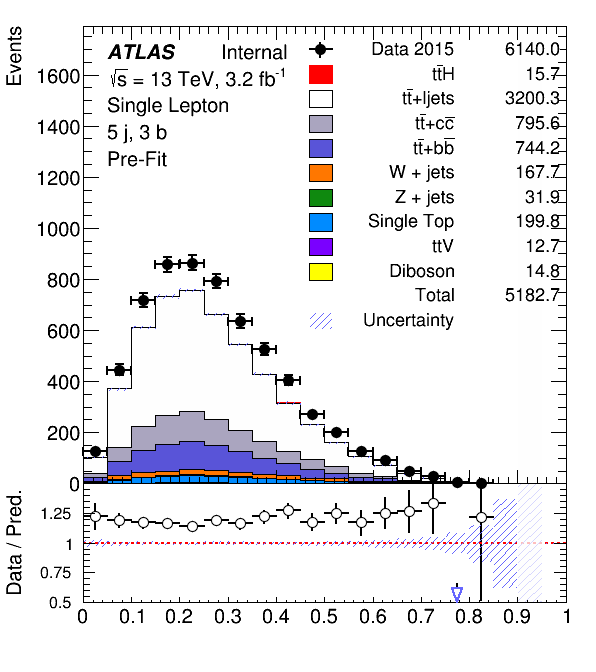 Events
ATLAS Internal
√s = 13 TeV, 3.2 fb⁻¹
Single Lepton
5 j, 3 b
Pre-Fit
Data 2015 6140.0
tt̄H 15.7
tt̄+ljets 3200.3
tt̄+cc̄ 795.6
tt̄+bb̄ 744.2
W + jets 167.7
Z + jets 31.9
Single Top 199.8
ttV 12.7
Diboson 14.8
Total 5182.7
Uncertainty
1600
1400
1200
1000
800
600
400
200
0
Data / Pred.
1.25
1
0.75
0.5
0 0.1 0.2 0.3 0.4 0.5 0.6 0.7 0.8 0.9 1